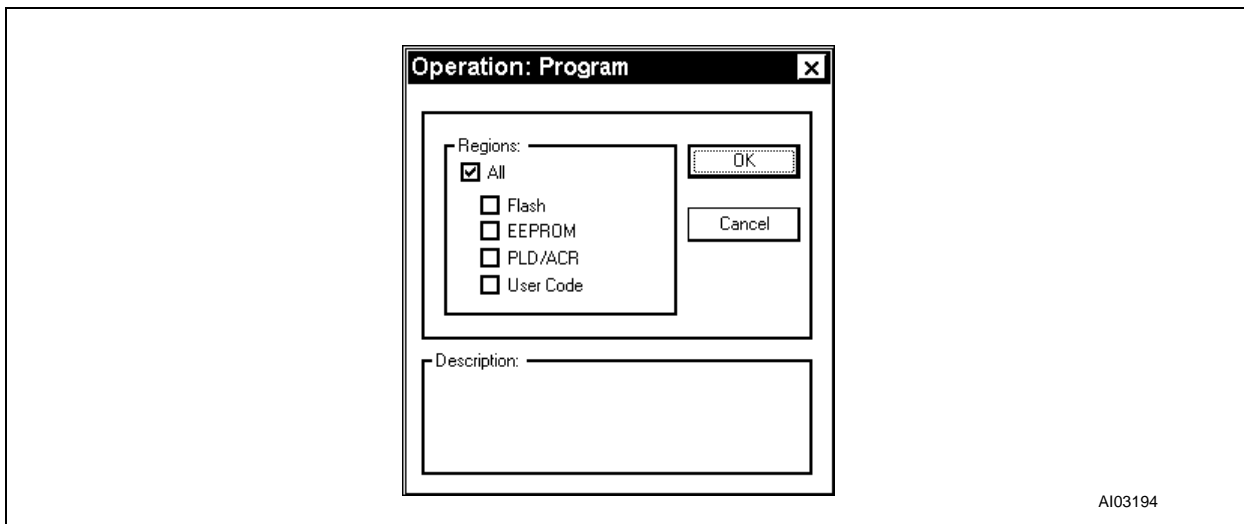 Operation: Program
Regions:
All
Flash
EEPROM
PLD/ACR
User Code
OK
Cancel
Description:
AI03194